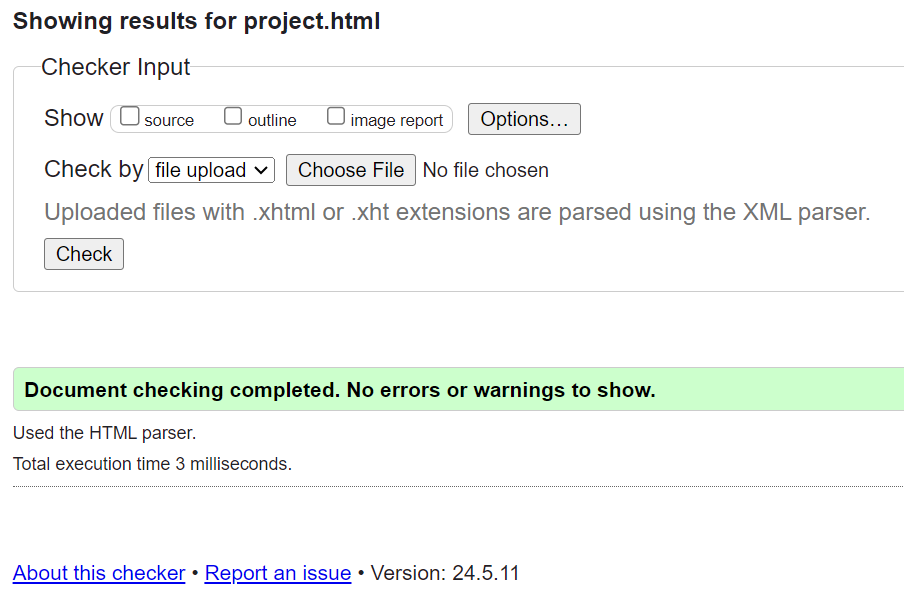 Showing results for project.html
Checker Input
Show source outline image report Options...
Check by file upload Choose File No file chosen
Uploaded files with .xhtml or .xht extensions are parsed using the XML parser.
Check
Document checking completed. No errors or warnings to show.
Used the HTML parser.
Total execution time 3 milliseconds.
About this checker • Report an issue • Version: 24.5.11